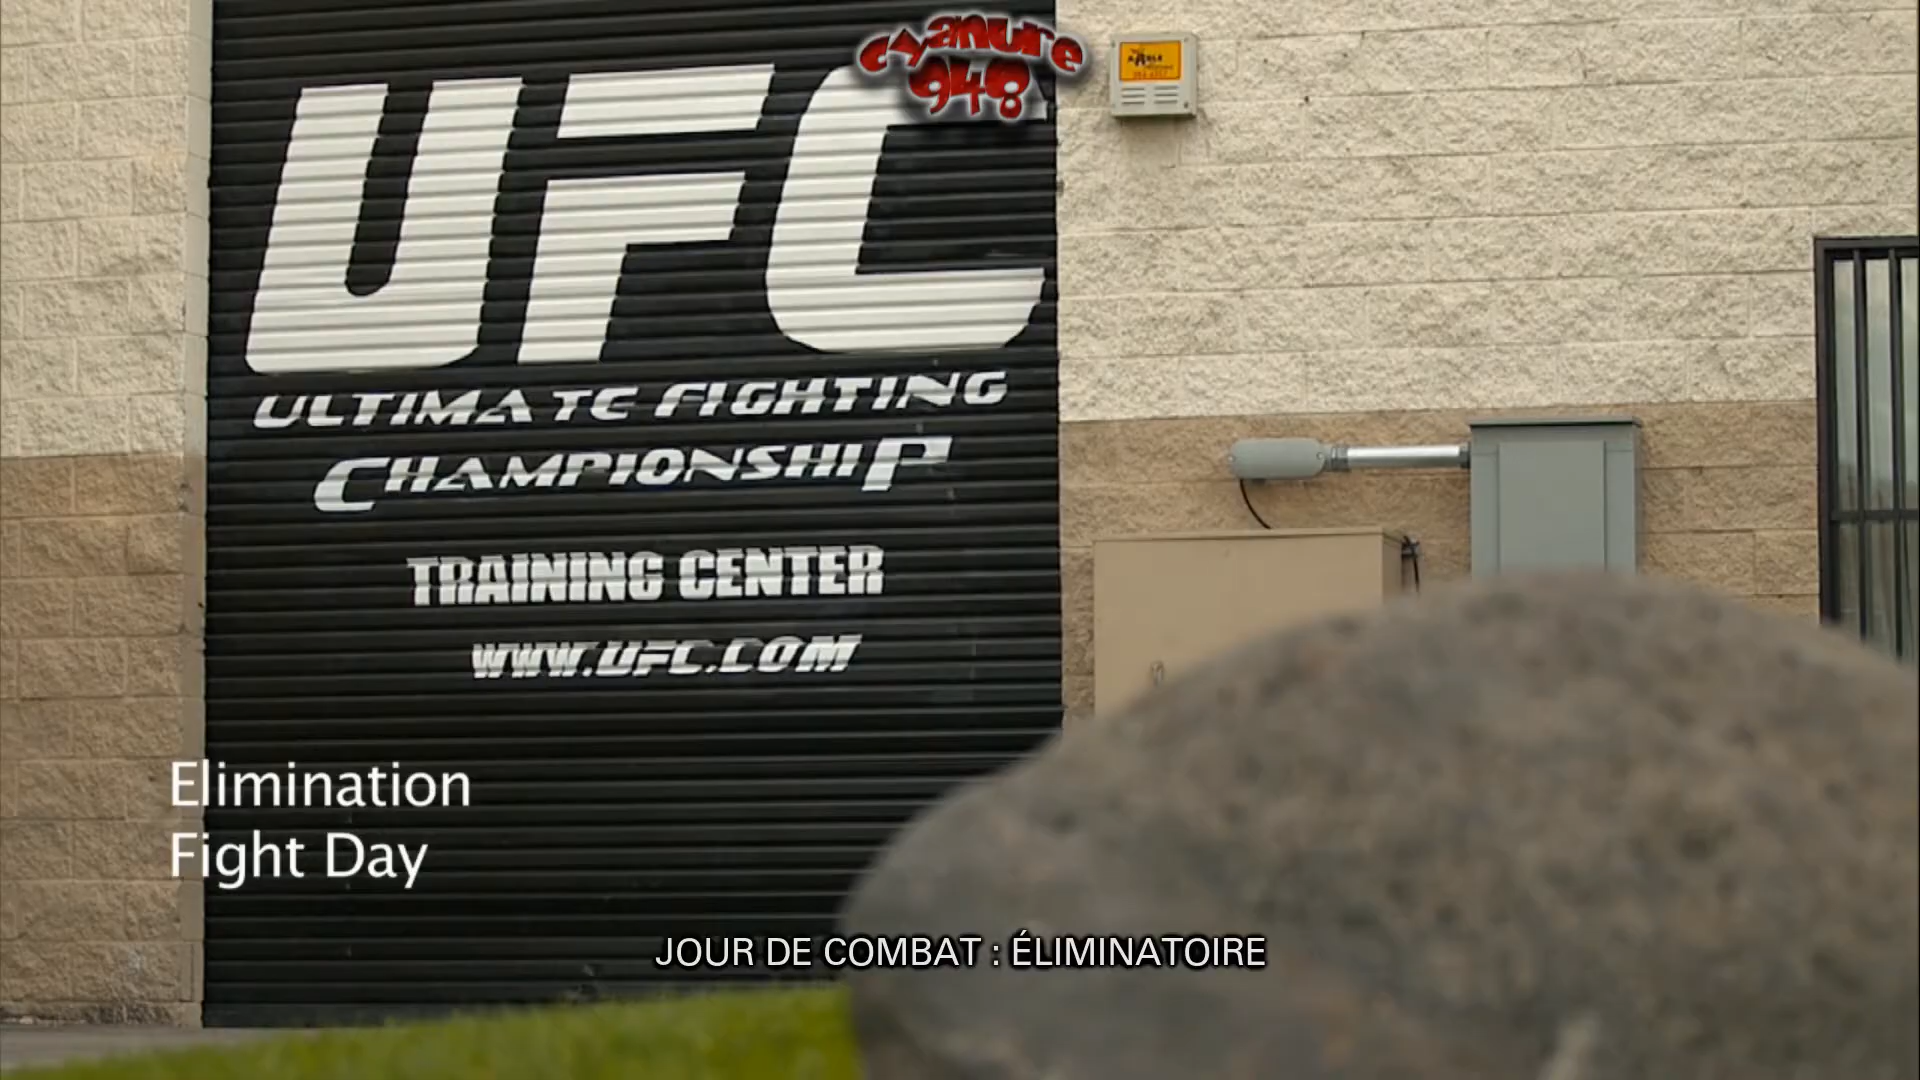 cyanure
948
UFC
ULTIMATE FIGHTING
CHAMPIONSHIP
TRAINING CENTER
WWW.UFC.COM
Elimination
Fight Day
JOUR DE COMBAT : ÉLIMINATOIRE